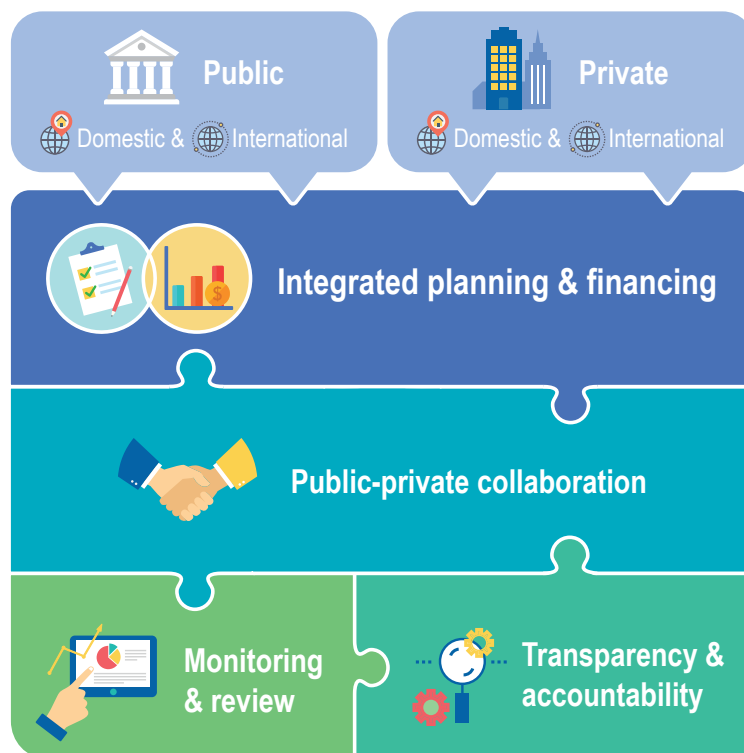 Public
Domestic & International
Private
Domestic & International
Integrated planning & financing
$
Public-private collaboration
Monitoring
& review
Transparency &
accountability